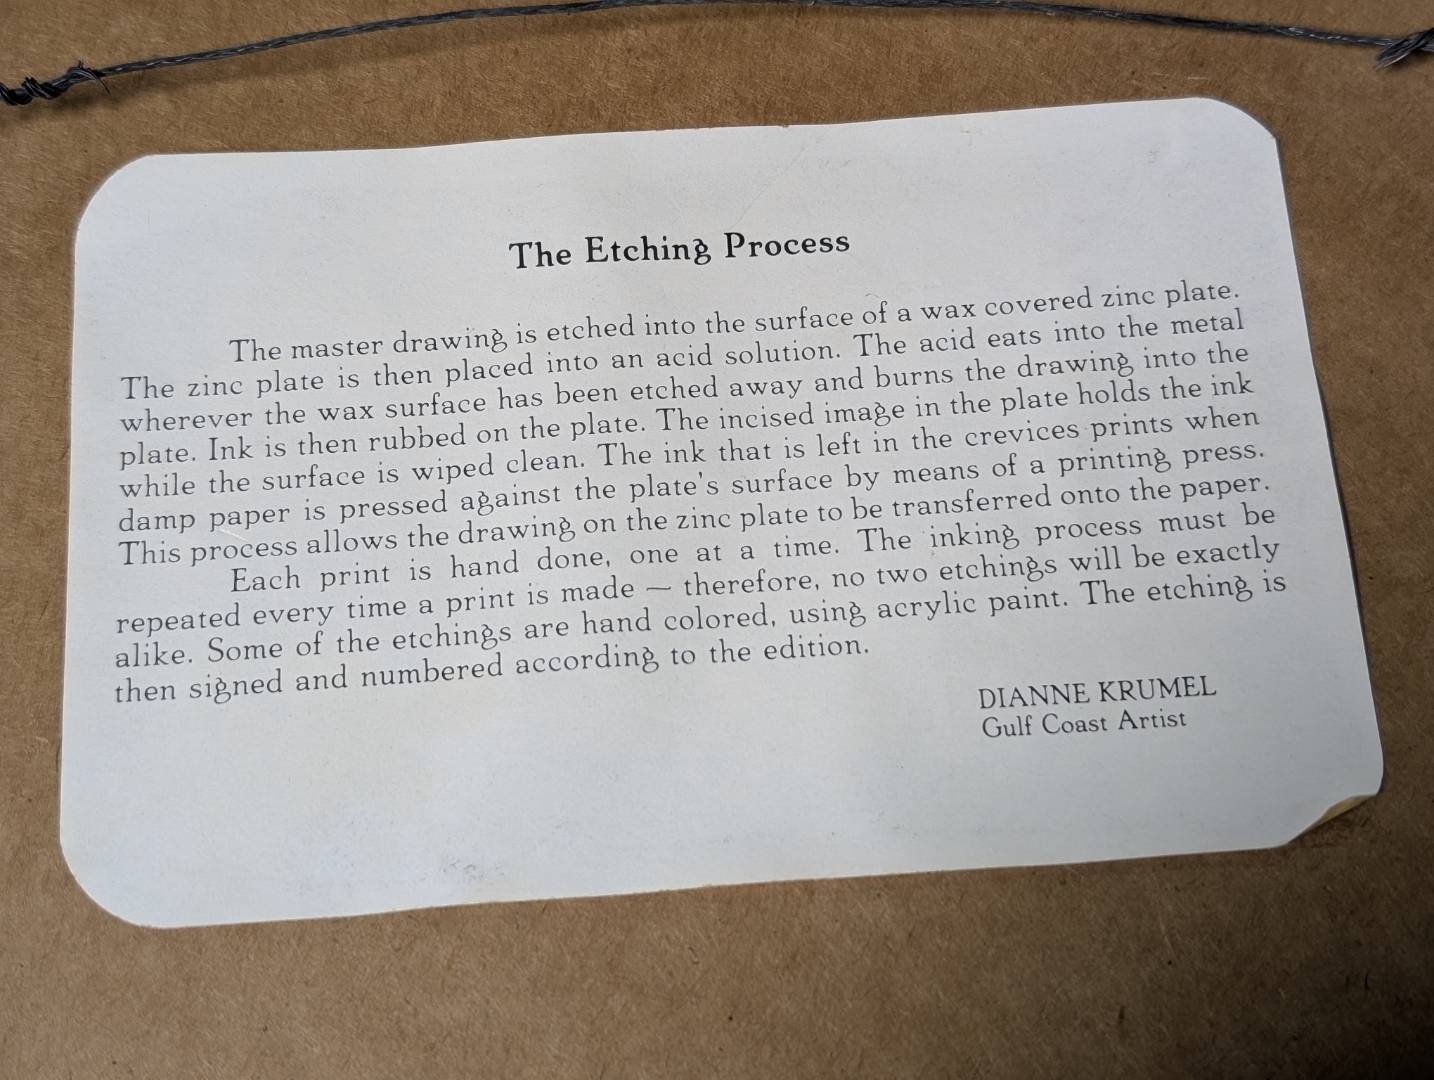 The Etching Process
The master drawing is etched into the surface of a wax covered zinc plate.
The zinc plate is then placed into an acid solution. The acid eats into the metal
wherever the wax surface has been etched away and burns the drawing into the
plate. Ink is then rubbed on the plate. The incised image in the plate holds the ink
while the surface is wiped clean. The ink that is left in the crevices prints when
damp paper is pressed against the plate's surface by means of a printing press.
This process allows the drawing on the zinc plate to be transferred onto the paper.
Each print is hand done, one at a time. The inking process must be
repeated every time a print is made — therefore, no two etchings will be exactly
alike. Some of the etchings are hand colored, using acrylic paint. The etching is
then signed and numbered according to the edition.
DIANNE KRUMEL
Gulf Coast Artist